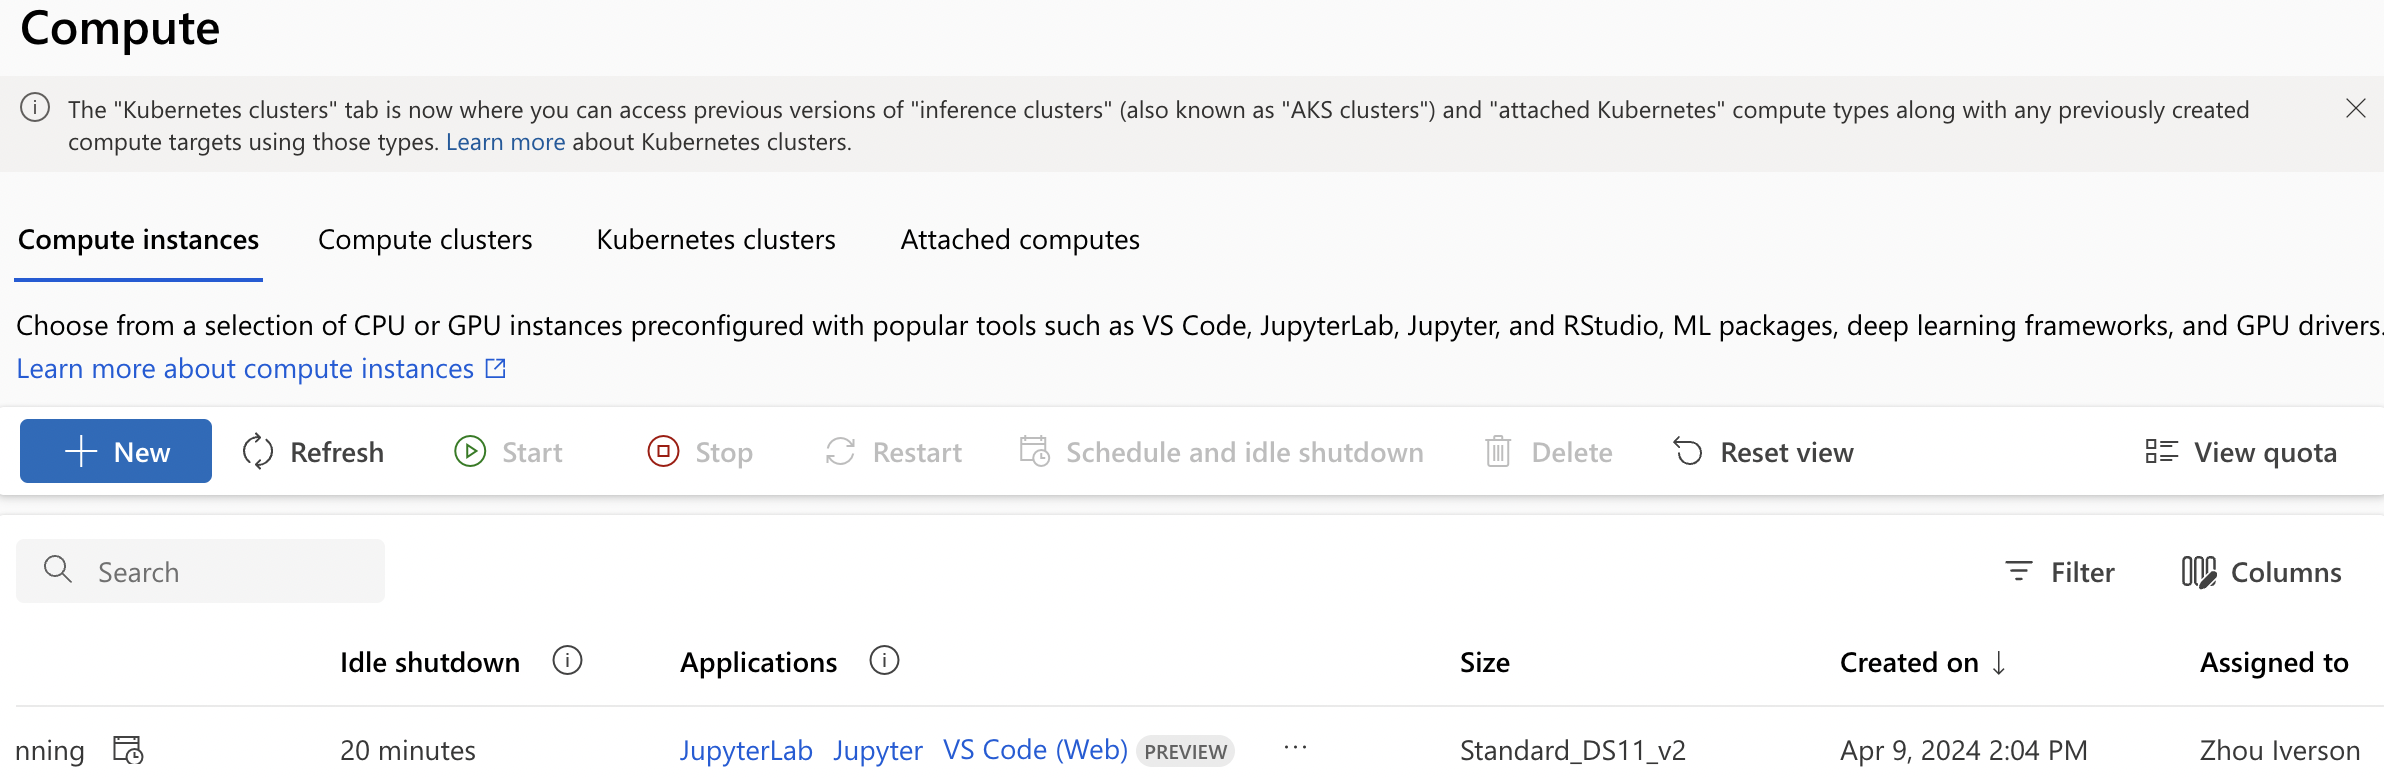 Compute
The "Kubernetes clusters" tab is now where you can access previous versions of "inference clusters" (also known as "AKS clusters") and "attached Kubernetes" compute types along with any previously created
compute targets using those types. Learn more about Kubernetes clusters.
Compute instances Compute clusters Kubernetes clusters Attached computes
Choose from a selection of CPU or GPU instances preconfigured with popular tools such as VS Code, JupyterLab, Jupyter, and RStudio, ML packages, deep learning frameworks, and GPU drivers.
Learn more about compute instances
New Refresh Start Stop Restart Schedule and idle shutdown Delete Reset view View quota
Search Filter Columns
Idle shutdown Applications Size Created on Assigned to
nning 20 minutes JupyterLab Jupyter VS Code (Web) PREVIEW ... Standard_DS11_v2 Apr 9, 2024 2:04 PM Zhou Iverson